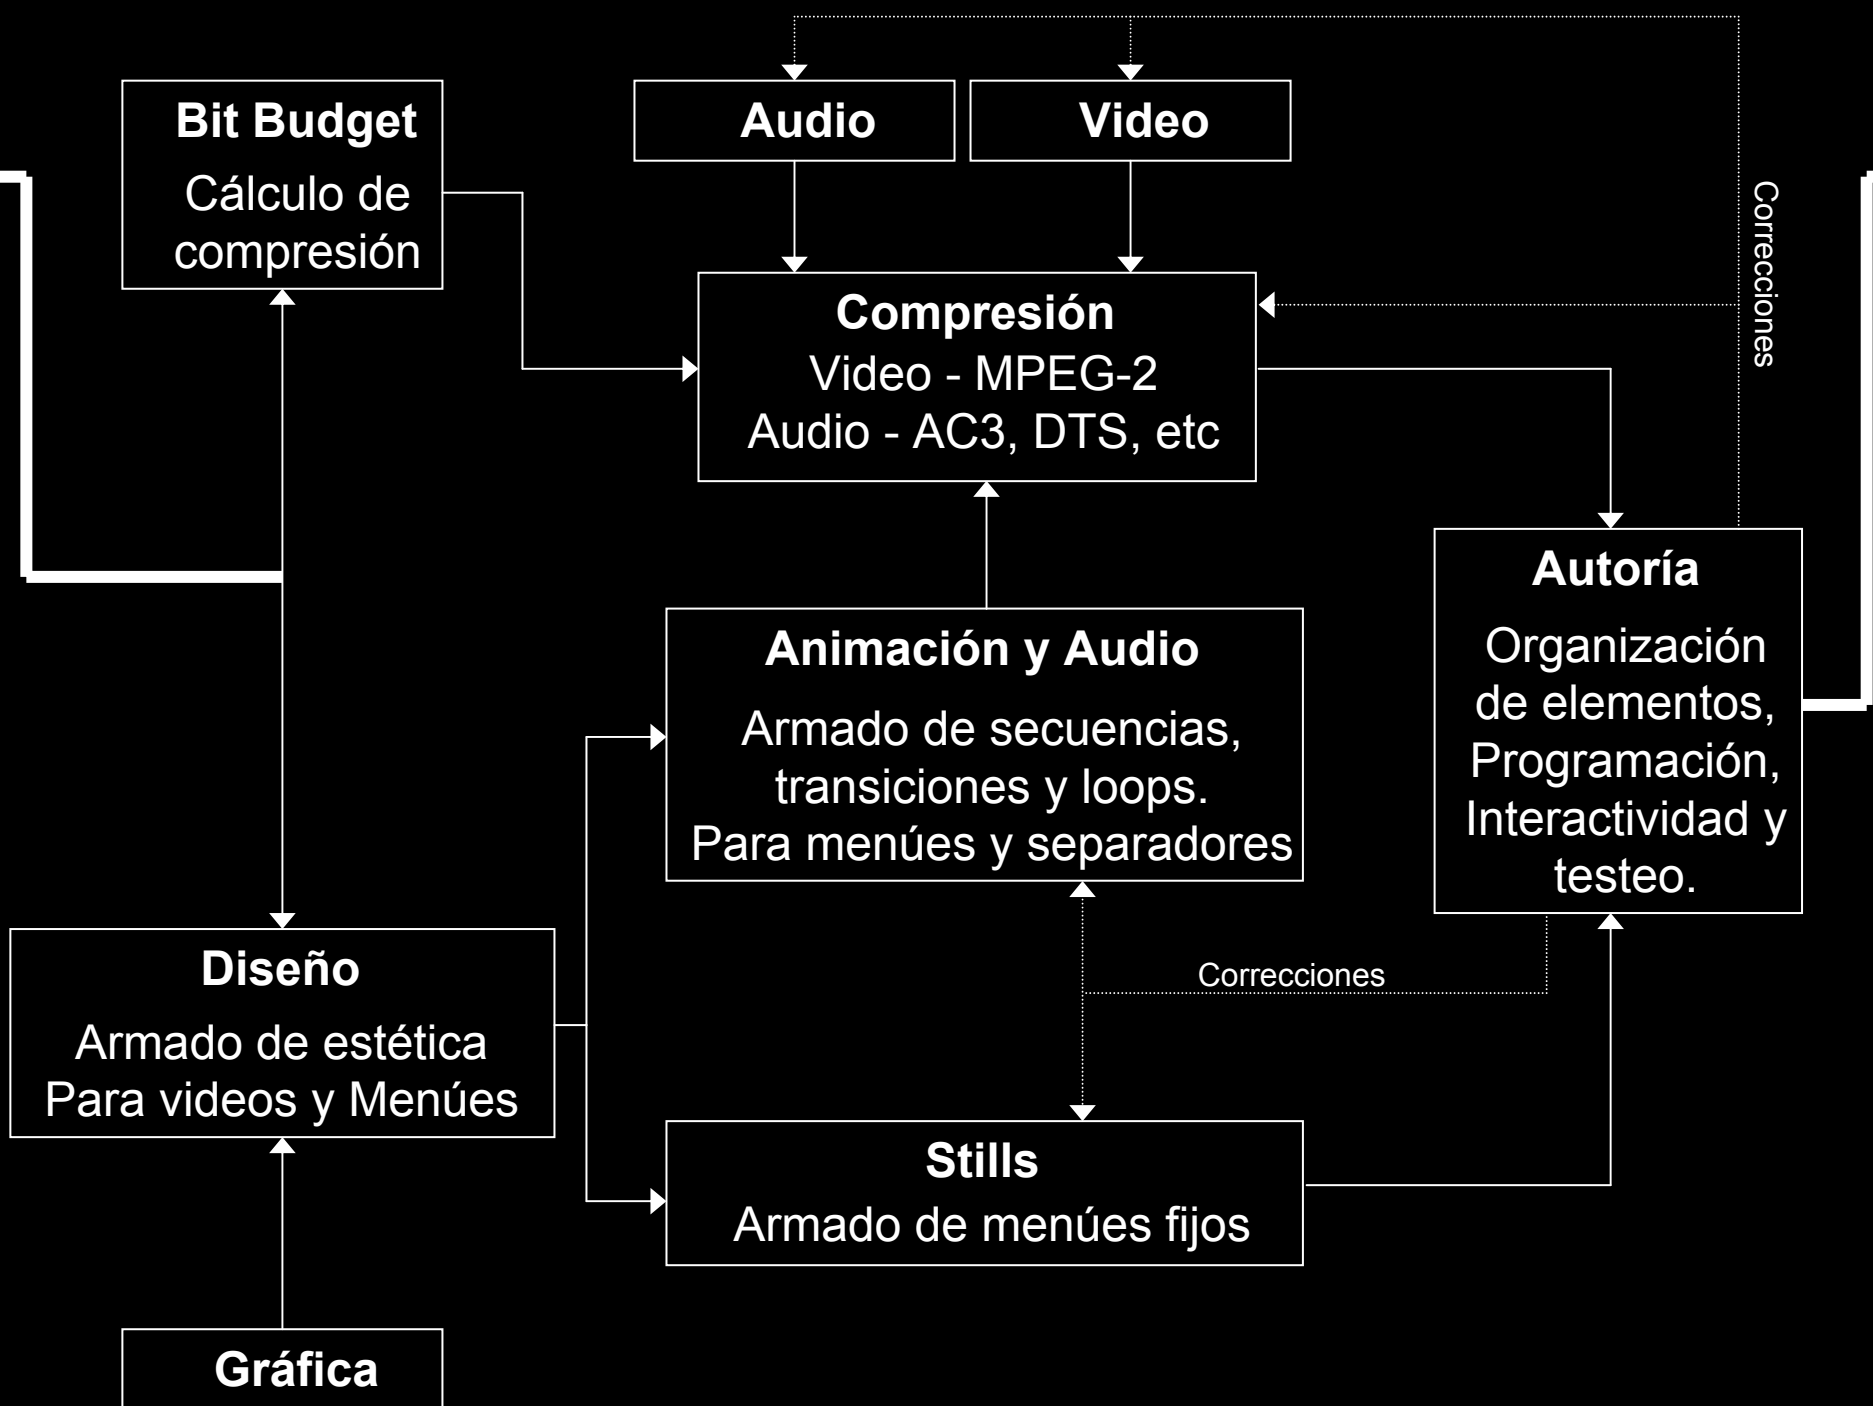 Bit Budget
Cálculo de
compresión
Audio
Video
Correcciones
Compresión
Video - MPEG-2
Audio - AC3, DTS, etc
Autoría
Organización
de elementos,
Programación,
Interactividad y
testeo.
Animación y Audio
Armado de secuencias,
transiciones y loops.
Para menúes y separadores
Correcciones
Diseño
Armado de estética
Para videos y Menúes
Stills
Armado de menúes fijos
Gráfica